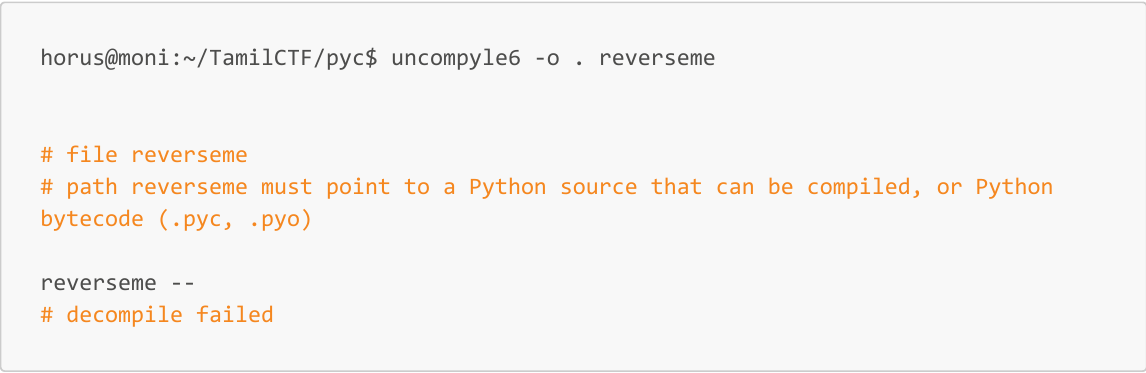 horus@moni:~/TamilCTF/pyc$ uncompyle6 -o . reverseme
# file reverseme
# path reverseme must point to a Python source that can be compiled, or Python
bytecode (.pyc, .pyo)
reverseme --
# decompile failed